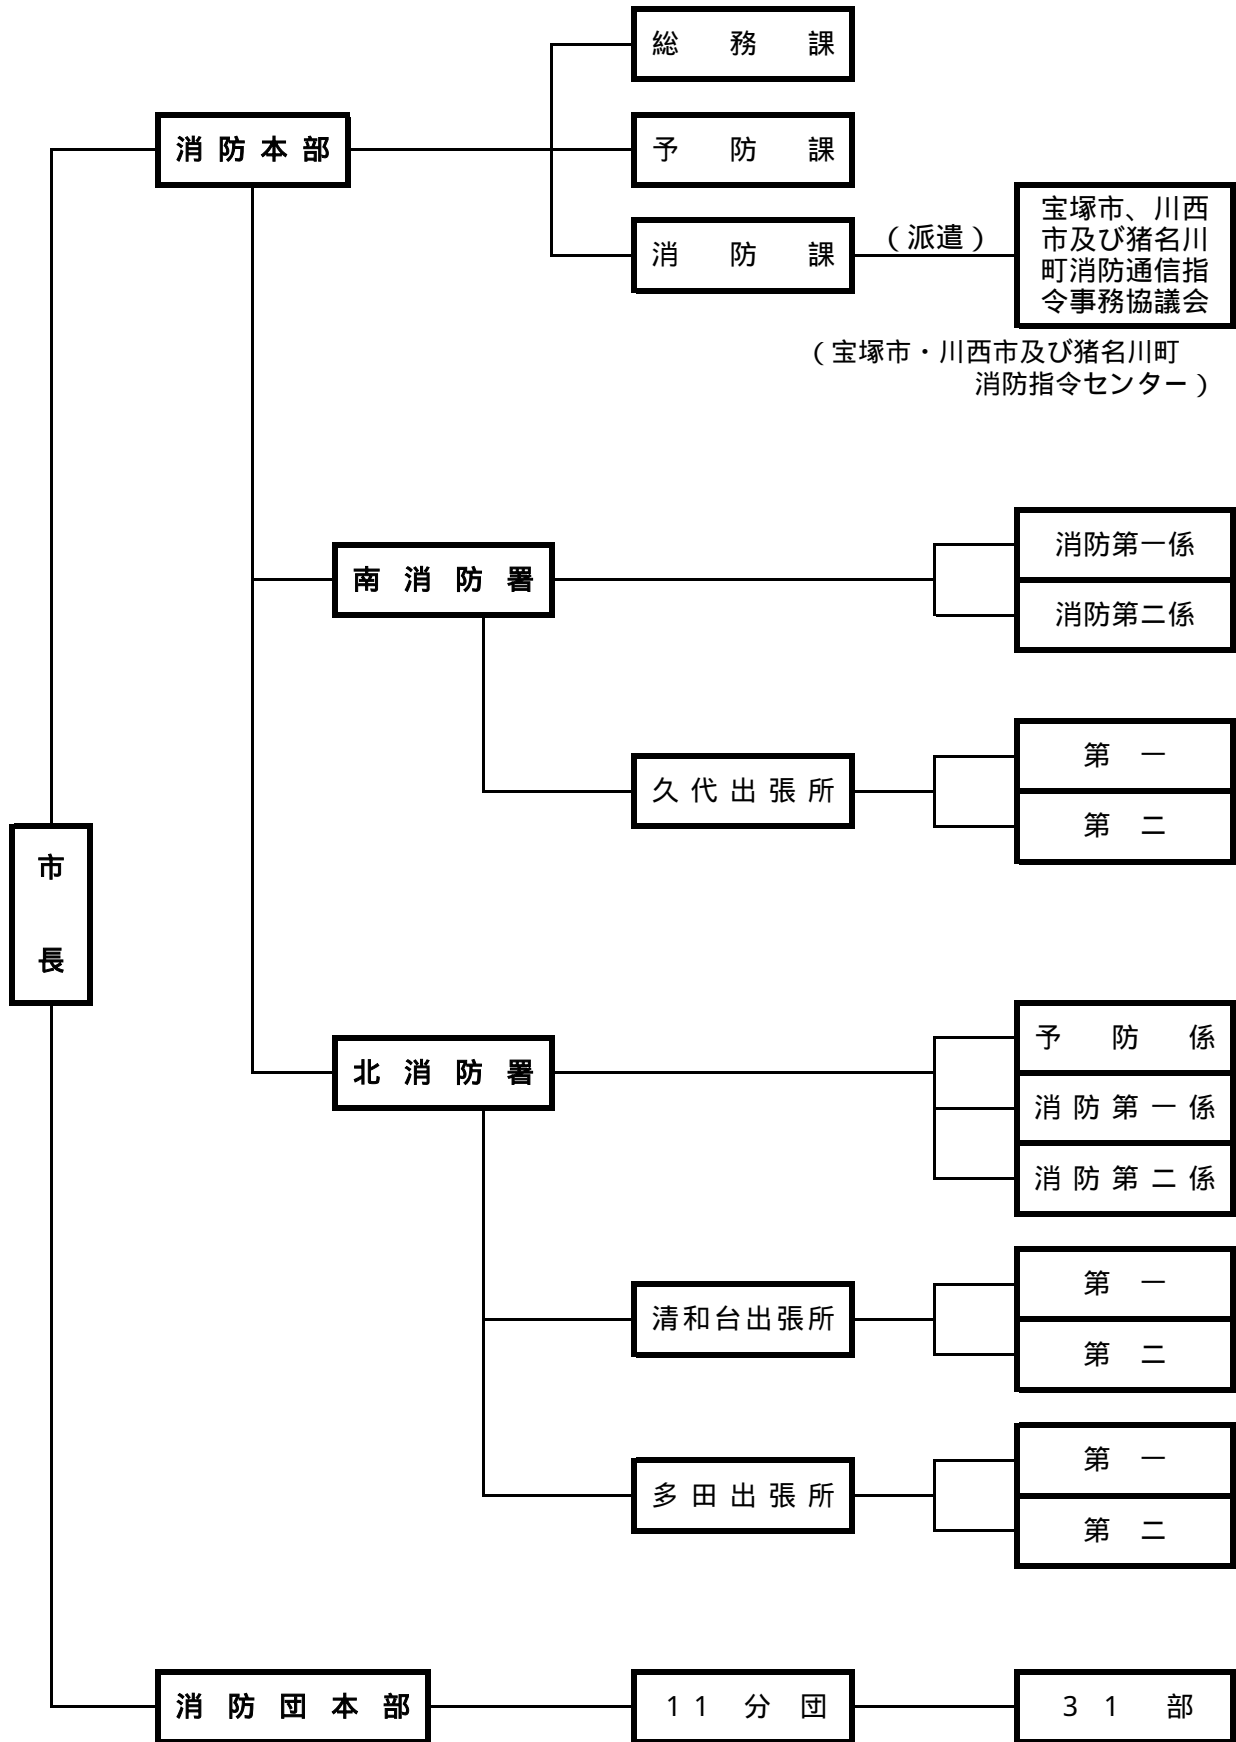 総務課
消防本部
予防課
消防課
（派遣）
宝塚市、川西
市及び猪名川
町消防通信指
令事務協議会
（宝塚市・川西市及び猪名川町
消防指令センター）
南消防署
消防第一係
消防第二係
久代出張所
第一
第二
市
長
北消防署
予防係
消防第一係
消防第二係
清和台出張所
第一
第二
多田出張所
第一
第二
消防団本部
11分団
31部